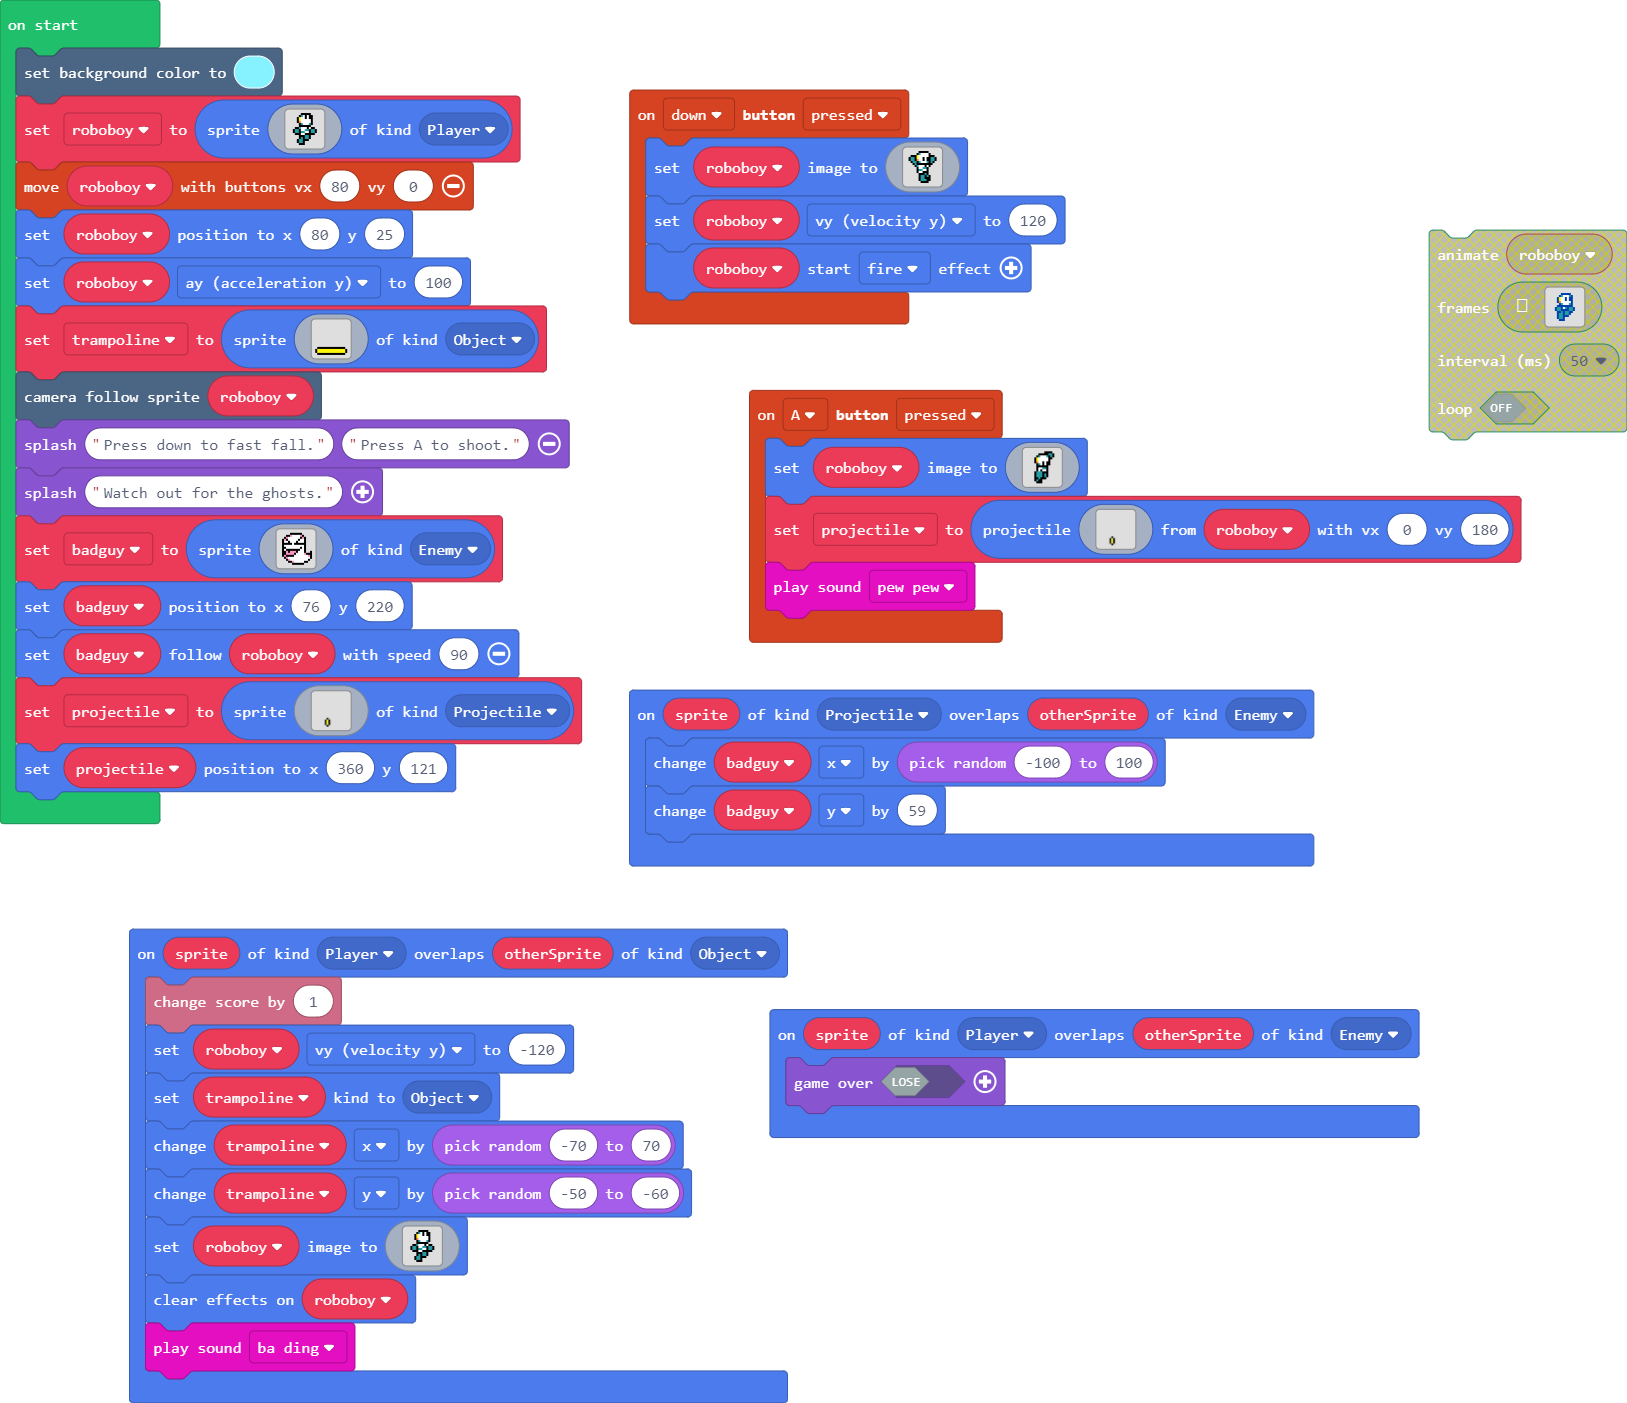 on start
set background color to
set roboboy to sprite of kind Player
move roboboy with buttons vx 80 vy 0
set roboboy position to x 80 y 25
set roboboy ay (acceleration y) to 100
set trampoline to sprite of kind Object
camera follow sprite roboboy
splash "Press down to fast fall." "Press A to shoot."
splash "Watch out for the ghosts."
set badguy to sprite of kind Enemy
set badguy position to x 76 y 220
set badguy follow roboboy with speed 90
set projectile to sprite of kind Projectile
set projectile position to x 360 y 121
on down button pressed
set roboboy image to
set roboboy vy (velocity y) to 120
roboboy start fire effect
animate roboboy
frames
interval (ms) 50
loop OFF
on A button pressed
set roboboy image to
set projectile to projectile from roboboy with vx 0 vy 180
play sound pew pew
on sprite of kind Projectile overlaps otherSprite of kind Enemy
change badguy x by pick random -100 to 100
change badguy y by 59
on sprite of kind Player overlaps otherSprite of kind Object
change score by 1
set roboboy vy (velocity y) to -120
set trampoline kind to Object
change trampoline x by pick random -70 to 70
change trampoline y by pick random -50 to -60
set roboboy image to
clear effects on roboboy
play sound ba ding
on sprite of kind Player overlaps otherSprite of kind Enemy
game over LOSE